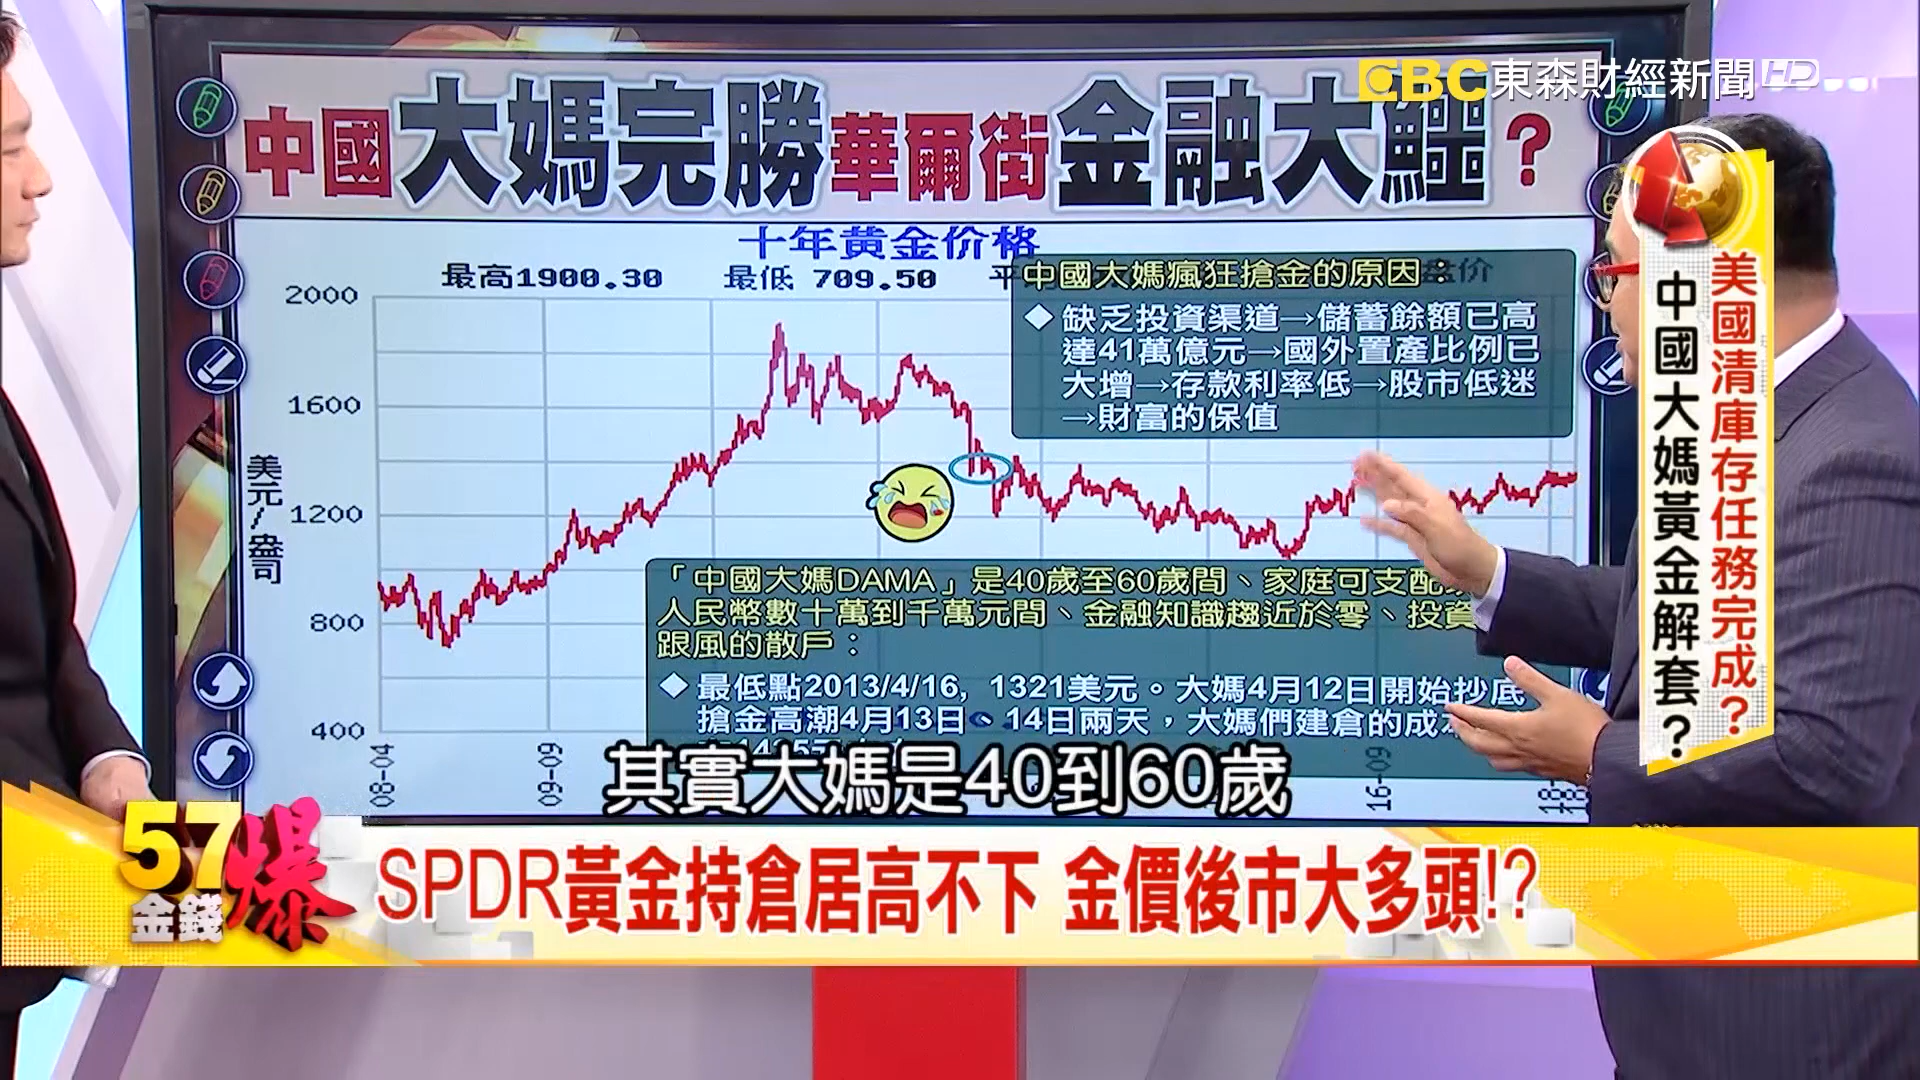 EBC東森財經新聞HD
中國大媽完勝華爾街金融大鱷？
十年黄金价格
最高1900.30 最低 709.50 平
盘价
2000
1600
1200
800
400
美元/盎司
08-04
09-09
16-09
中國大媽瘋狂搶金的原因：
◆缺乏投資渠道→儲蓄餘額已高
達41萬億元→國外置產比例已
大增→存款利率低→股市低迷
→財富的保值
「中國大媽DAMA」是40歲至60歲間、家庭可支配
人民幣數十萬到千萬元間、金融知識趨近於零、投資
跟風的散戶：
◆最低點2013/4/16，1321美元。大媽4月12日開始抄底
搶金高潮4月13日、14日兩天，大媽們建倉的成
美國清庫存任務完成？
中國大媽黃金解套？
其實大媽是40到60歲
57金錢爆
SPDR黃金持倉居高不下 金價後市大多頭!?